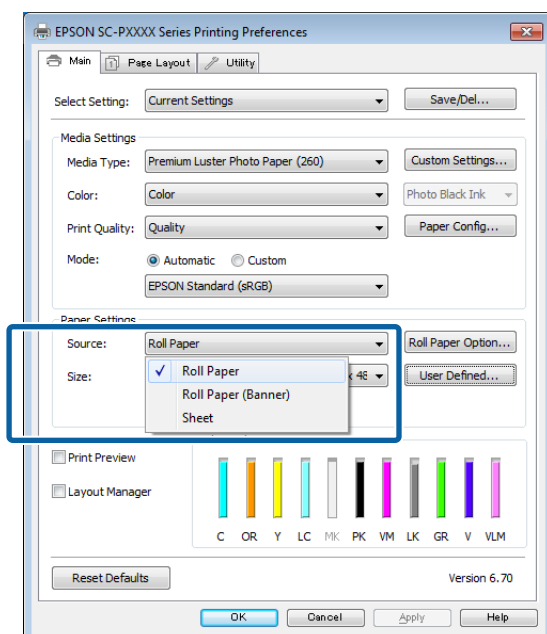 EPSON SC-PXXXX Series Printing Preferences
Main Page Layout Utility
Select Setting: Current Settings Save/Del...
Media Settings
Media Type: Premium Luster Photo Paper (260) Custom Settings...
Color: Color Photo Black Ink
Print Quality: Quality Paper Config...
Mode: Automatic Custom
EPSON Standard (sRGB)
Paper Settings
Source: Roll Paper Roll Paper Option...
Size: x 48 User Defined...
Roll Paper
Roll Paper (Banner)
Sheet
Print Preview
Layout Manager
C OR Y LC MK PK VM LK GR V VLM
Reset Defaults Version 6.70
OK Cancel Apply Help